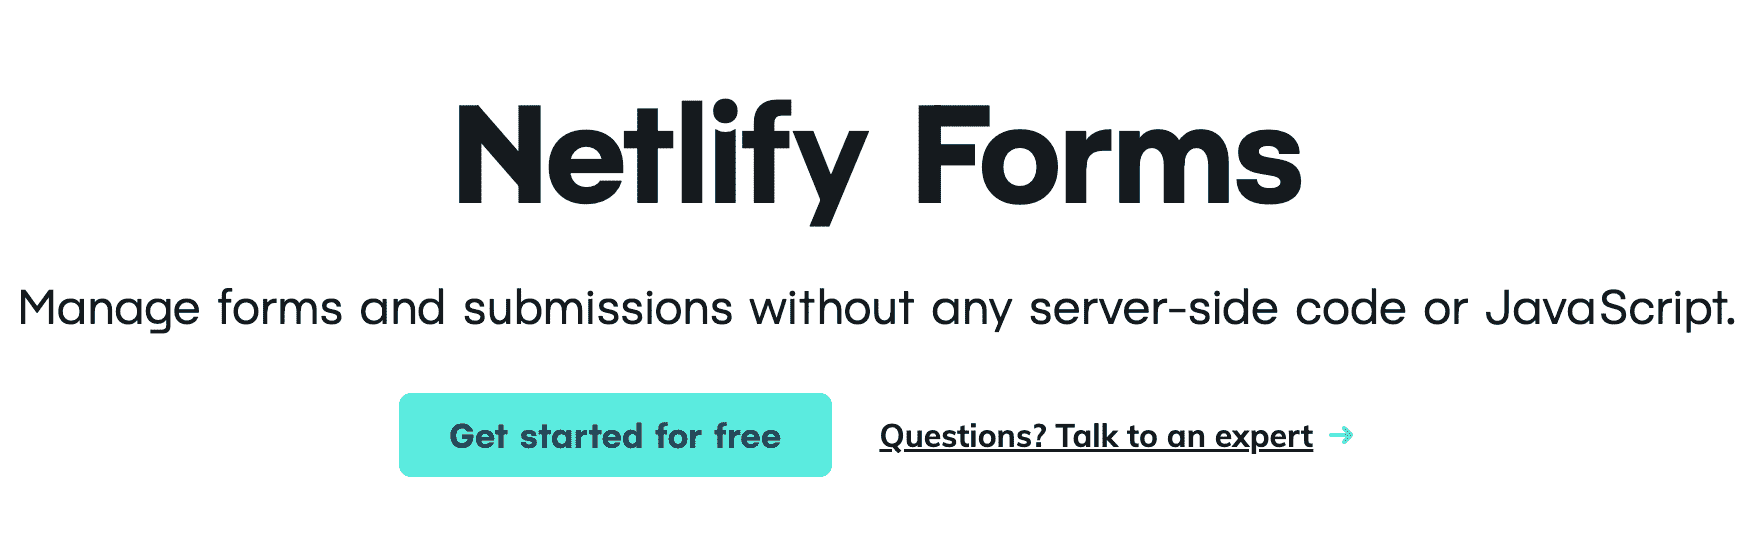 Netlify Forms
Manage forms and submissions without any server-side code or JavaScript.
Get started for free
Questions? Talk to an expert →